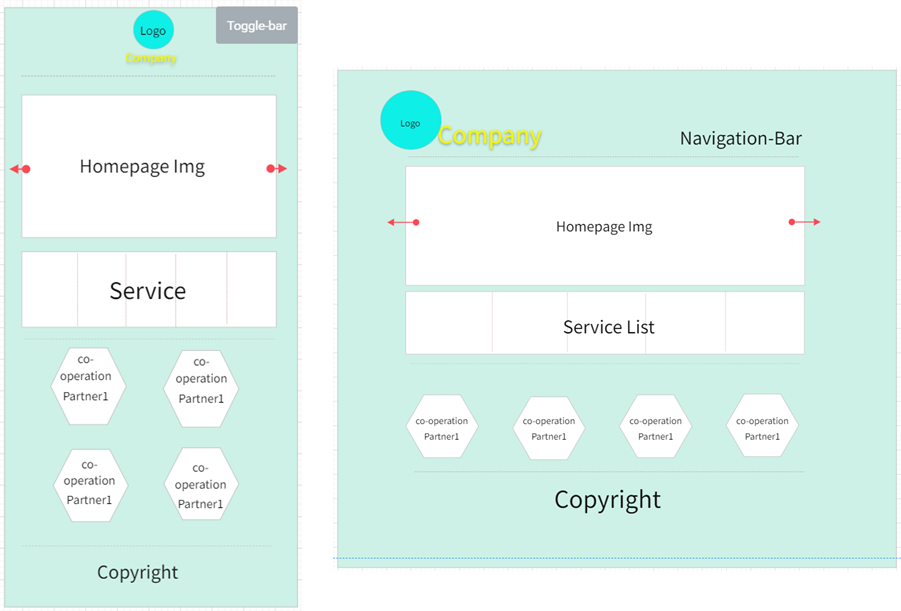 Logo
Toggle-bar
Company
Homepage Img
Service
co-
operation
Partner1
co-
operation
Partner1
co-
operation
Partner1
co-
operation
Partner1
Copyright
Logo
Company
Navigation-Bar
Homepage Img
Service List
co-operation
Partner1
co-operation
Partner1
co-operation
Partner1
co-operation
Partner1
Copyright